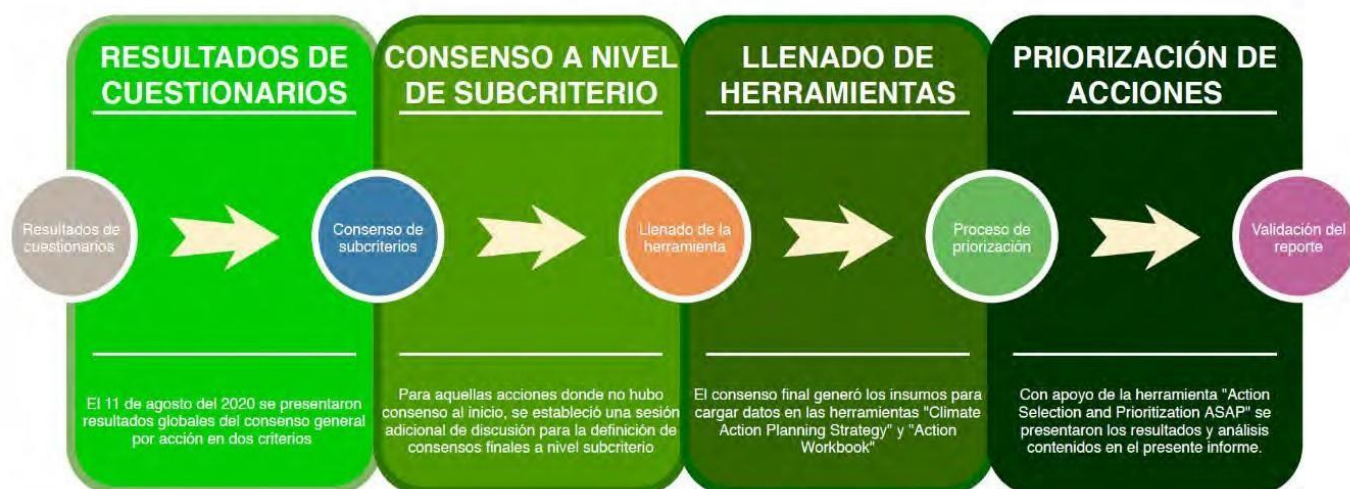 RESULTADOS DE
CUESTIONARIOS
CONSENSO A NIVEL
DE SUBCRITERIO
LLENADO DE
HERRAMIENTAS
PRIORIZACIÓN DE
ACCIONES
Resultados de
cuestionarios
Consenso de
subcriterios
Llenado de la
herramienta
Proceso de
priorización
Validación del
reporte
El 11 de agosto del 2020 se presentaron
resultados globales del consenso general
por acción en dos criterios
Para aquellas acciones donde no hubo
consenso al inicio, se estableció una sesión
adicional de discusión para la definición de
consensos finales a nivel subcriterio
El consenso final generó los insumos para
cargar datos en las herramientas "Climate
Action Planning Strategy" y "Action
Workbook"
Con apoyo de la herramienta "Action
Selection and Prioritization ASAP" se
presentaron los resultados y análisis
contenidos en el presente informe.